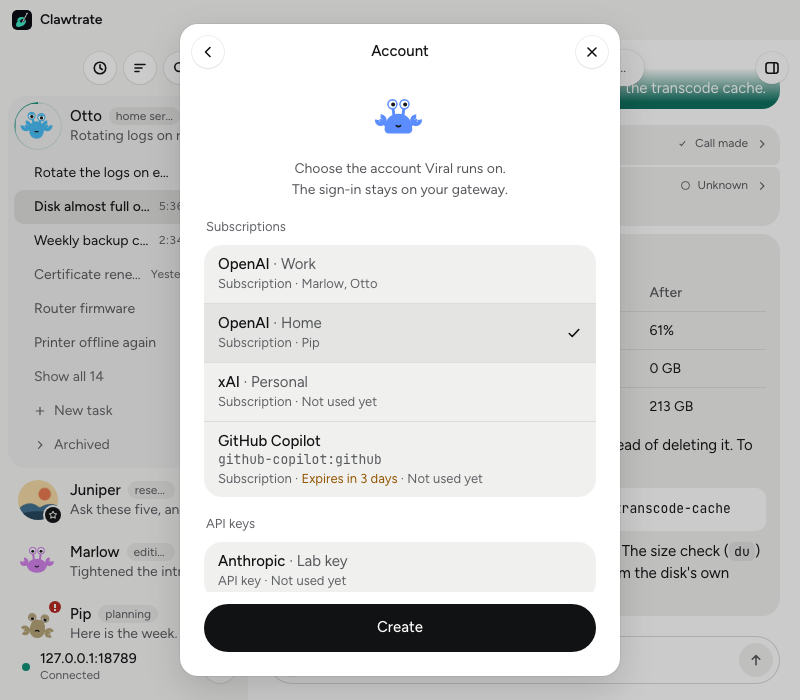 Clawtrate
Account
Otto home ser...
Rotating logs on
Rotate the logs on e...
Disk almost full o... 5:36
Weekly backup c... 2:34
Certificate rene... Yeste
Router firmware
Printer offline again
Show all 14
+ New task
Archived
Juniper rese...
Ask these five, an
Marlow editi...
Tightened the int
Pip planning
Here is the week.
127.0.0.1:18789
Connected
Choose the account Viral runs on.
The sign-in stays on your gateway.
Subscriptions
OpenAI · Work
Subscription · Marlow, Otto
OpenAI · Home
Subscription · Pip
xAI · Personal
Subscription · Not used yet
GitHub Copilot
github-copilot:github
Subscription · Expires in 3 days · Not used yet
API keys
Anthropic · Lab key
API key · Not used yet
Create
the transcode cache.
Call made
Unknown
After
61%
0 GB
213 GB
ead of deleting it. To
transcode-cache
The size check (du)
m the disk's own